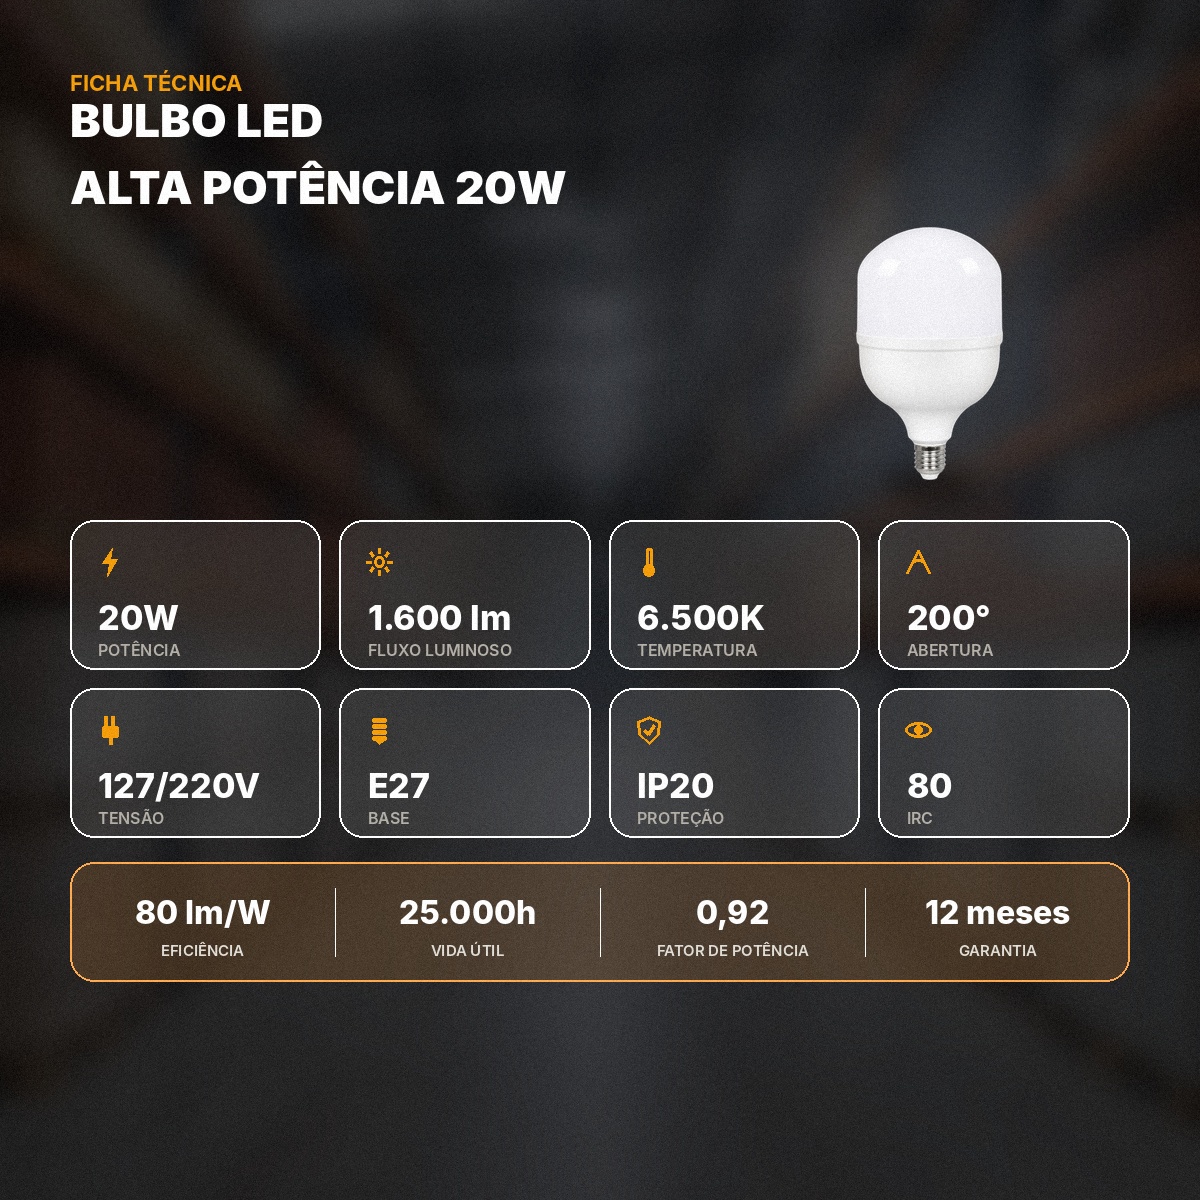 FICHA TÉCNICA
BULBO LED
ALTA POTÊNCIA 20W
20W
POTÊNCIA
1.600 lm
FLUXO LUMINOSO
6.500K
TEMPERATURA
200°
ABERTURA
127/220V
TENSÃO
E27
BASE
IP20
PROTEÇÃO
80
IRC
80 lm/W
EFICIÊNCIA
25.000h
VIDA ÚTIL
0,92
FATOR DE POTÊNCIA
12 meses
GARANTIA